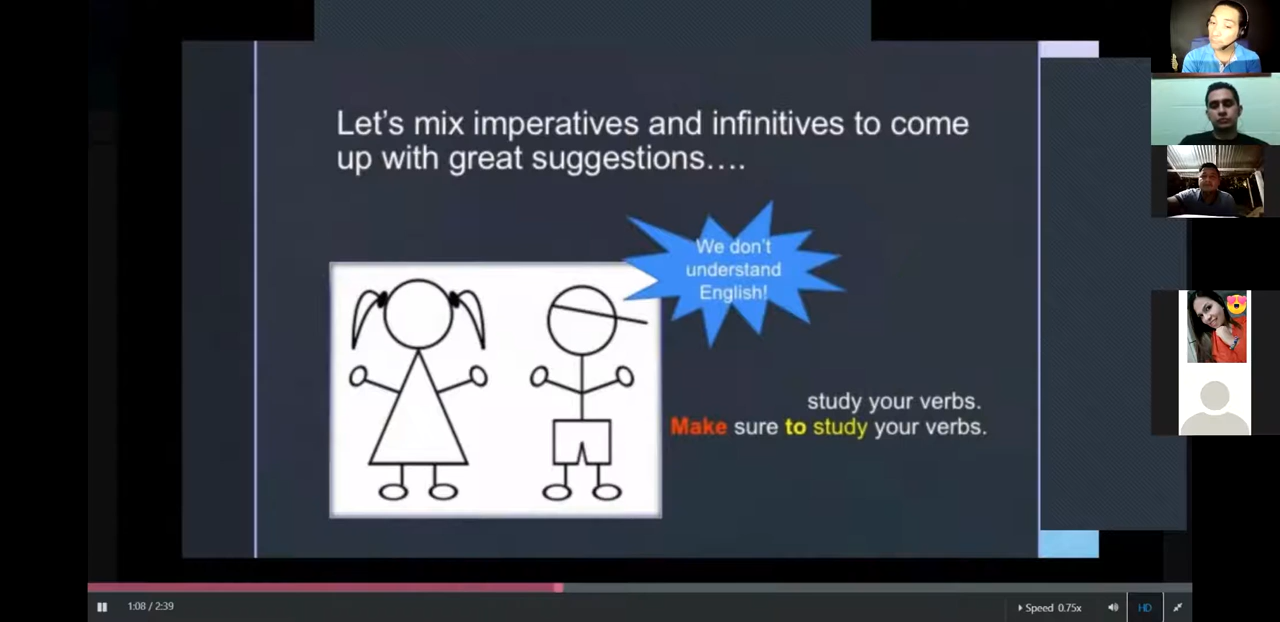 Let's mix imperatives and infinitives to come
up with great suggestions….
We don't
understand
English!
study your verbs.
Make sure to study your verbs.
1:08 / 2:39
Speed 0.75x
HD